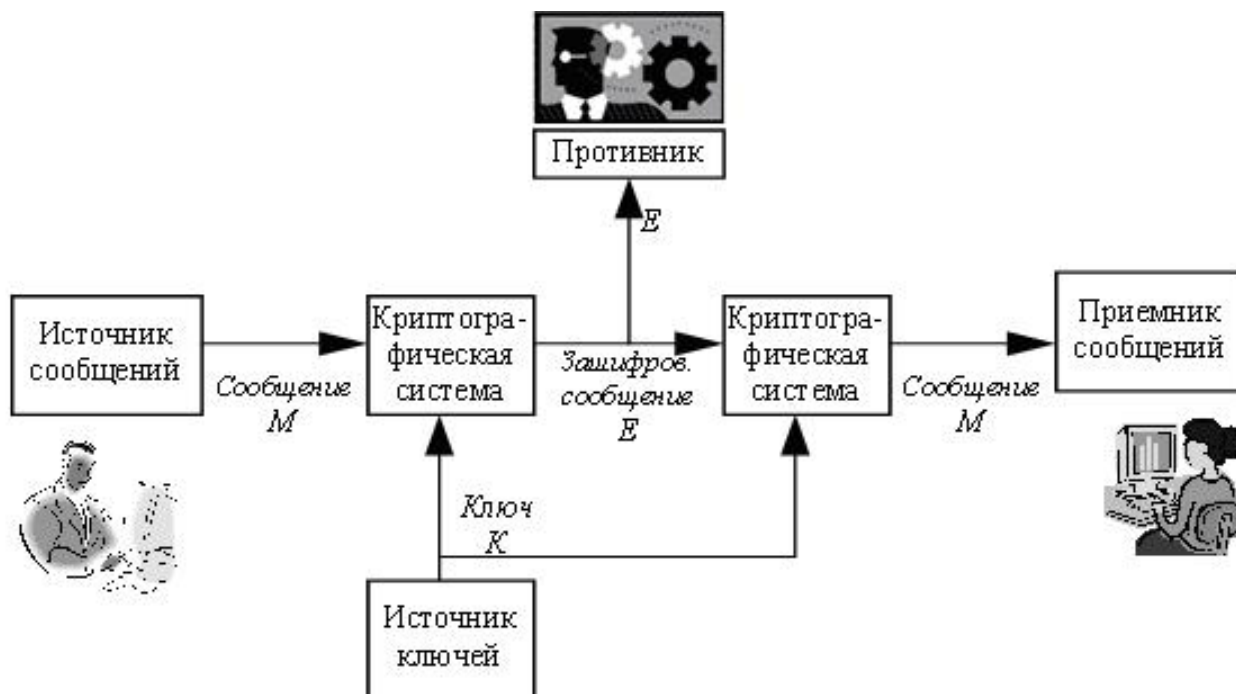 Противник
E
Источник
сообщений
Сообщение
M
Криптогра-
фическая
система
Зашифров.
сообщение
E
Криптогра-
фическая
система
Сообщение
M
Приемник
сообщений
Ключ
K
Источник
ключей